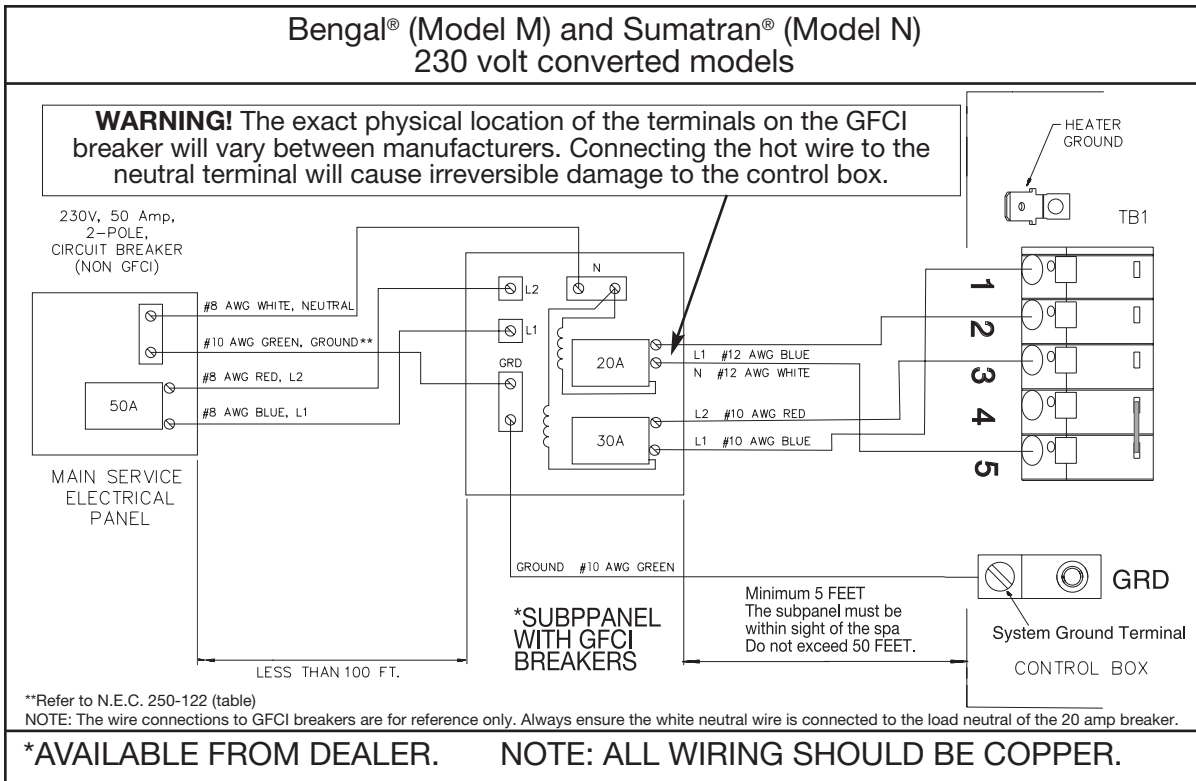 Bengal® (Model M) and Sumatran® (Model N)
230 volt converted models
WARNING! The exact physical location of the terminals on the GFCI
breaker will vary between manufacturers. Connecting the hot wire to the
neutral terminal will cause irreversible damage to the control box.
HEATER
GROUND
TB1
230V, 50 Amp,
2-POLE,
CIRCUIT BREAKER
(NON GFCI)
N
L2
L1
GRD
#8 AWG WHITE, NEUTRAL
#10 AWG GREEN, GROUND**
#8 AWG RED, L2
#8 AWG BLUE, L1
50A
20A
30A
L1 #12 AWG BLUE
N #12 AWG WHITE
L2 #10 AWG RED
L1 #10 AWG BLUE
1
2
3
4
5
MAIN SERVICE
ELECTRICAL
PANEL
GROUND #10 AWG GREEN
*SUBPPANEL
WITH GFCI
BREAKERS
Minimum 5 FEET
The subpanel must be
within sight of the spa
Do not exceed 50 FEET.
GRD
System Ground Terminal
CONTROL BOX
LESS THAN 100 FT.
**Refer to N.E.C. 250-122 (table)
NOTE: The wire connections to GFCI breakers are for reference only. Always ensure the white neutral wire is connected to the load neutral of the 20 amp breaker.
*AVAILABLE FROM DEALER. NOTE: ALL WIRING SHOULD BE COPPER.